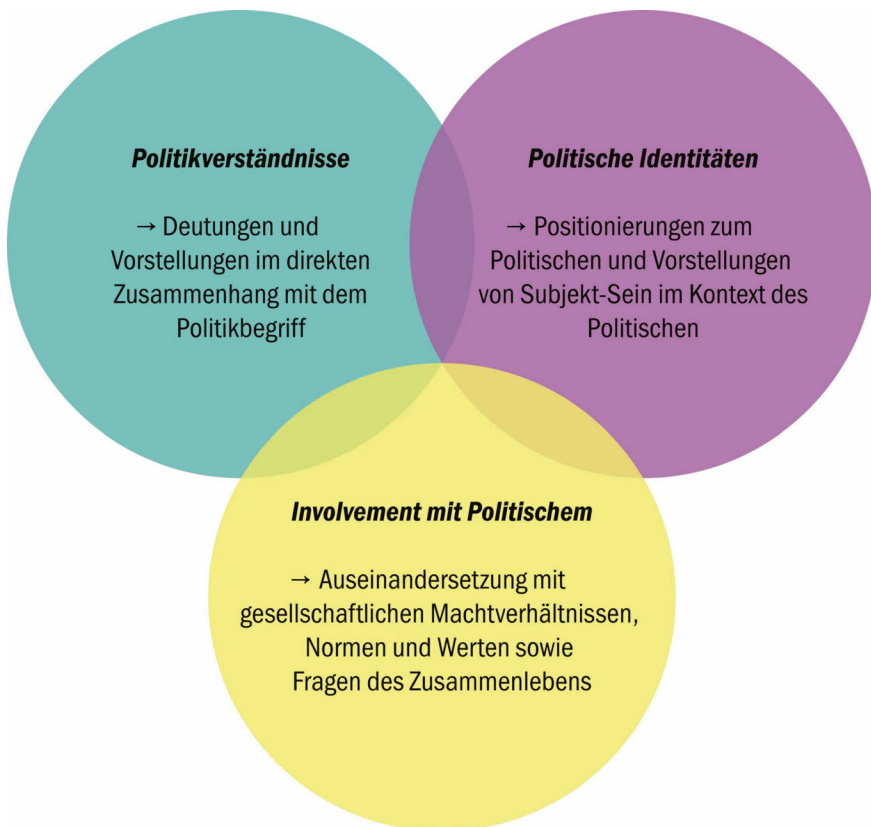 Politikverständnisse
→ Deutungen und
Vorstellungen im direkten
Zusammenhang mit dem
Politikbegriff
Politische Identitäten
→ Positionierungen zum
Politischen und Vorstellungen
von Subjekt-Sein im Kontext des
Politischen
Involvement mit Politischem
→ Auseinandersetzung mit
gesellschaftlichen Machtverhältnissen,
Normen und Werten sowie
Fragen des Zusammenlebens